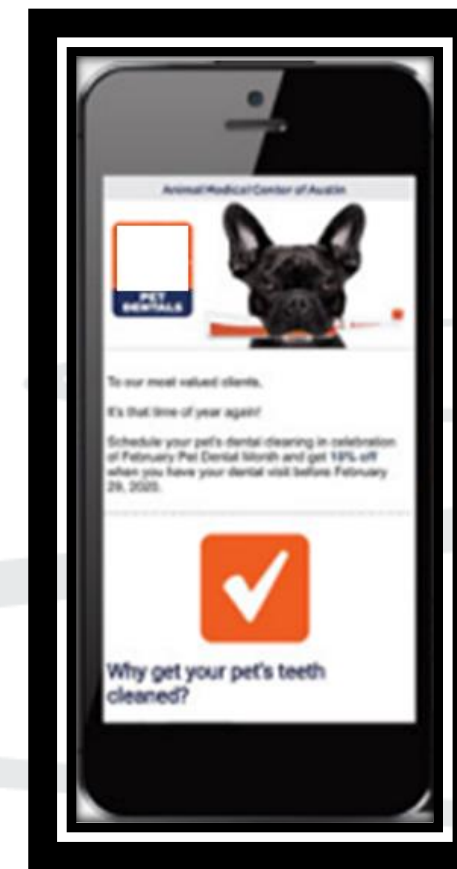 Animal Medical Center of Austin
PET
DENTALS
To our most valued clients,
It's that time of year again!
Schedule your pet's dental cleaning in celebration
of February Pet Dental Month and get 10% off
when you have your dental visit before February
29, 2020.
Why get your pet's teeth
cleaned?